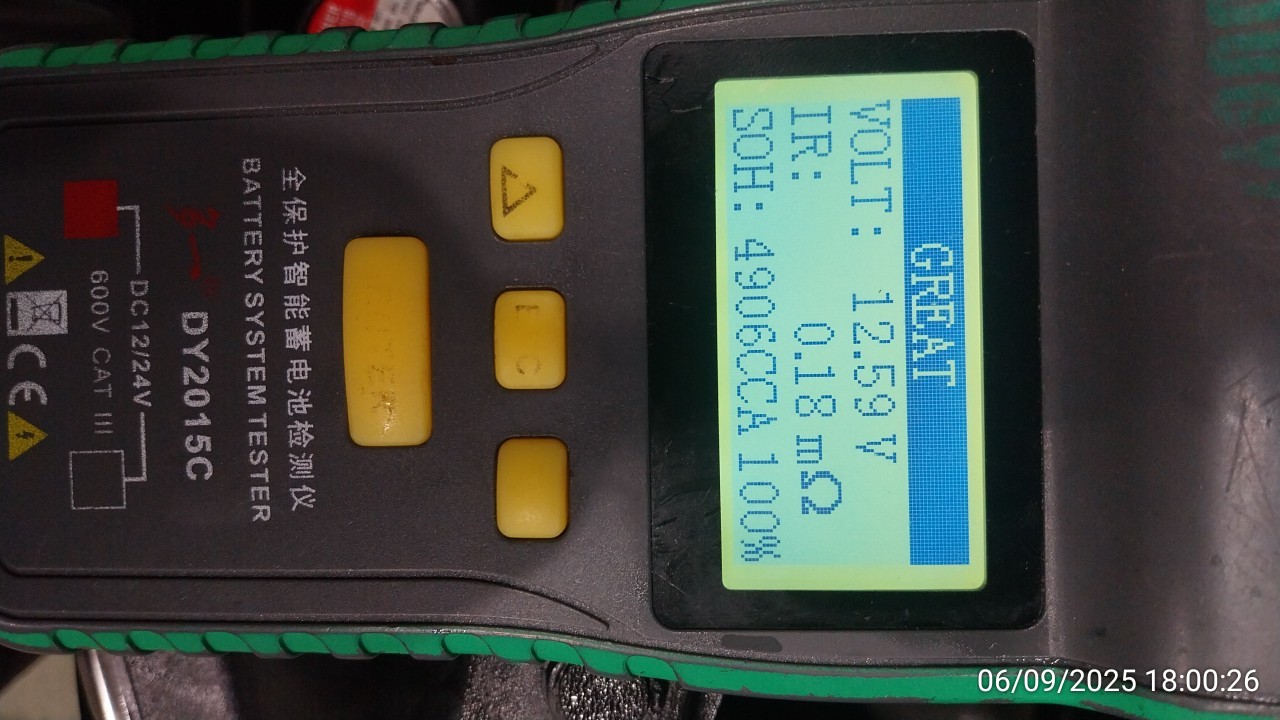 GREAT
VOLT: 12.59 V
IR: 0.18 mΩ
SOH: 4906CCA 100%
全保护智能蓄电池检测仪
BATTERY SYSTEM TESTER
DY2015C
DC12/24V
600V CAT III
CE
06/09/2025 18:00:26